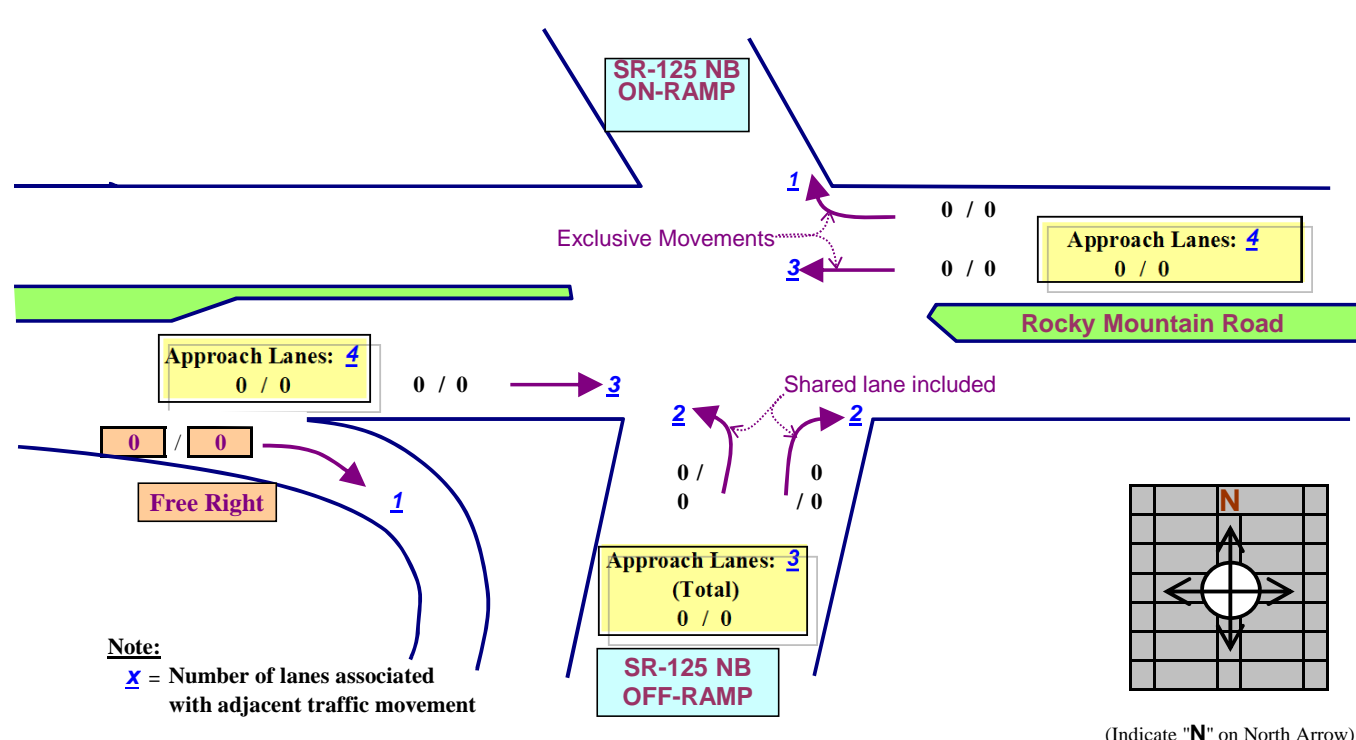 SR-125 NB
ON-RAMP
1
0 / 0
Exclusive Movements
Approach Lanes: 4
0 / 0
3
0 / 0
Rocky Mountain Road
Approach Lanes: 4
0 / 0
0 / 0
3
Shared lane included
2
2
0 / 0
Free Right
1
0 /
0
0
/ 0
N
Approach Lanes: 3
(Total)
0 / 0
Note:
x = Number of lanes associated
with adjacent traffic movement
SR-125 NB
OFF-RAMP
(Indicate "N" on North Arrow)